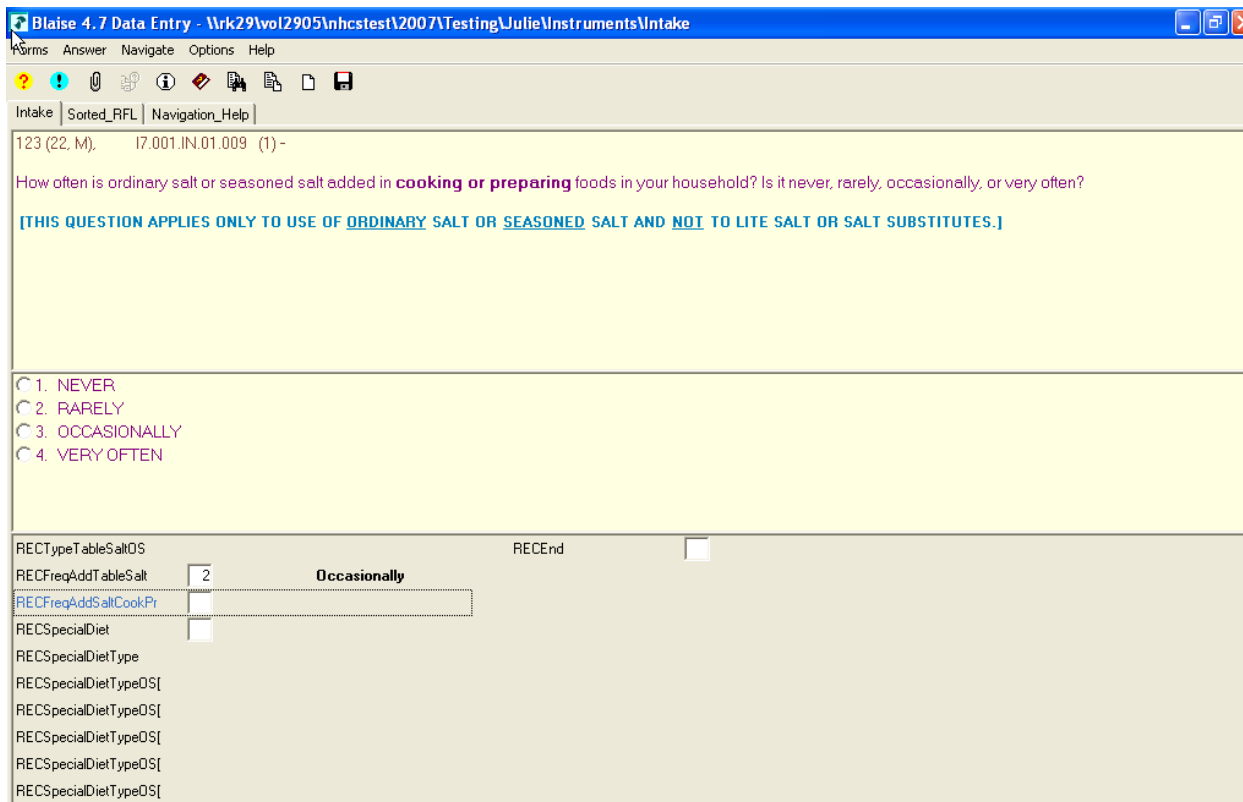 Blaise 4.7 Data Entry - \\rk29\vol2905\nhcstest\2007\Testing\Julie\Instruments\Intake
Forms Answer Navigate Options Help
Intake Sorted_RFL Navigation_Help
123 (22, M), I7.001.IN.01.009 (1) -
How often is ordinary salt or seasoned salt added in cooking or preparing foods in your household? Is it never, rarely, occasionally, or very often?
[THIS QUESTION APPLIES ONLY TO USE OF ORDINARY SALT OR SEASONED SALT AND NOT TO LITE SALT OR SALT SUBSTITUTES.]
1. NEVER
2. RARELY
3. OCCASIONALLY
4. VERY OFTEN
RECTypeTableSaltOS RECEnd
RECFreqAddTableSalt 2 Occasionally
RECFreqAddSaltCookPr
RECSpecialDiet
RECSpecialDietType
RECSpecialDietTypeOS[
RECSpecialDietTypeOS[
RECSpecialDietTypeOS[
RECSpecialDietTypeOS[
RECSpecialDietTypeOS[